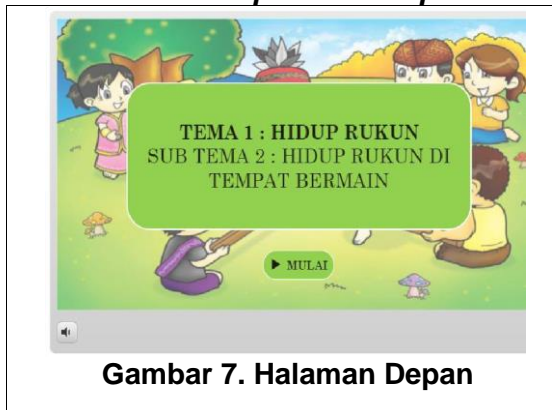 TEMA 1 : HIDUP RUKUN
SUB TEMA 2 : HIDUP RUKUN DI
TEMPAT BERMAIN
MULAI
Gambar 7. Halaman Depan